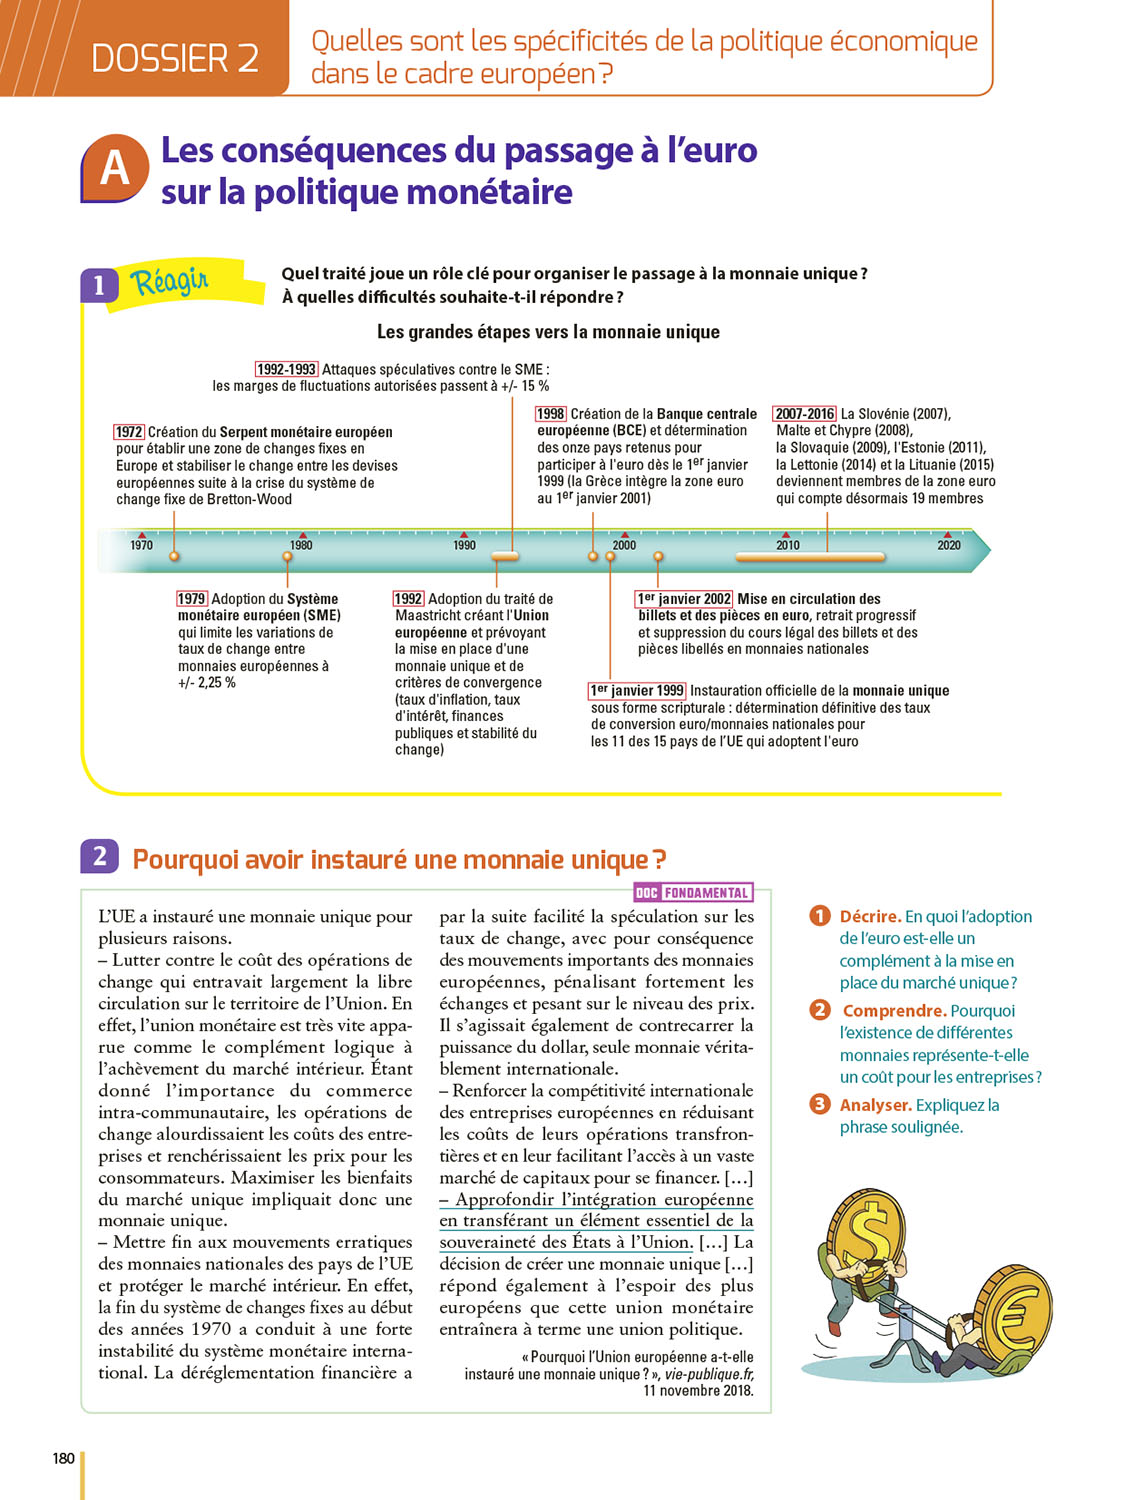 DOSSIER 2
Quelles sont les spécificités de la politique économique
dans le cadre européen ?
A
Les conséquences du passage à l'euro
sur la politique monétaire
1
Réagir
Quel traité joue un rôle clé pour organiser le passage à la monnaie unique ?
À quelles difficultés souhaite-t-il répondre ?
Les grandes étapes vers la monnaie unique
1992-1993 Attaques spéculatives contre le SME :
les marges de fluctuations autorisées passent à +/- 15 %
1972 Création du Serpent monétaire européen
pour établir une zone de changes fixes en
Europe et stabiliser le change entre les devises
européennes suite à la crise du système de
change fixe de Bretton-Wood
1998 Création de la Banque centrale
européenne (BCE) et détermination
des onze pays retenus pour
participer à l'euro dès le 1er janvier
1999 (la Grèce intègre la zone euro
au 1er janvier 2001)
2007-2016 La Slovénie (2007),
Malte et Chypre (2008),
la Slovaquie (2009), l'Estonie (2011),
la Lettonie (2014) et la Lituanie (2015)
deviennent membres de la zone euro
qui compte désormais 19 membres
1970 1980 1990 2000 2010 2020
1979 Adoption du Système
monétaire européen (SME)
qui limite les variations de
taux de change entre
monnaies européennes à
+/- 2,25 %
1992 Adoption du traité de
Maastricht créant l'Union
européenne et prévoyant
la mise en place d'une
monnaie unique et de
critères de convergence
(taux d'inflation, taux
d'intérêt, finances
publiques et stabilité du
change)
1er janvier 2002 Mise en circulation des
billets et des pièces en euro, retrait progressif
et suppression du cours légal des billets et des
pièces libellés en monnaies nationales
1er janvier 1999 Instauration officielle de la monnaie unique
sous forme scripturale : détermination définitive des taux
de conversion euro/monnaies nationales pour
les 11 des 15 pays de l'UE qui adoptent l'euro
2
Pourquoi avoir instauré une monnaie unique ?
DOC FONDAMENTAL
L'UE a instauré une monnaie unique pour
plusieurs raisons.
– Lutter contre le coût des opérations de
change qui entravait largement la libre
circulation sur le territoire de l'Union. En
effet, l'union monétaire est très vite appa-
rue comme le complément logique à
l'achèvement du marché intérieur. Étant
donné l'importance du commerce
intra-communautaire, les opérations de
change alourdissaient les coûts des entre-
prises et renchérissaient les prix pour les
consommateurs. Maximiser les bienfaits
du marché unique impliquait donc une
monnaie unique.
– Mettre fin aux mouvements erratiques
des monnaies nationales des pays de l'UE
et protéger le marché intérieur. En effet,
la fin du système de changes fixes au début
des années 1970 a conduit à une forte
instabilité du système monétaire interna-
tional. La déréglementation financière a
par la suite facilité la spéculation sur les
taux de change, avec pour conséquence
des mouvements importants des monnaies
européennes, pénalisant fortement les
échanges et pesant sur le niveau des prix.
Il s'agissait également de contrecarrer la
puissance du dollar, seule monnaie vérita-
blement internationale.
– Renforcer la compétitivité internationale
des entreprises européennes en réduisant
les coûts de leurs opérations transfron-
tières et en leur facilitant l'accès à un vaste
marché de capitaux pour se financer. [...]
– Approfondir l'intégration européenne
en transférant un élément essentiel de la
souveraineté des États à l'Union. [...] La
décision de créer une monnaie unique [...]
répond également à l'espoir des plus
européens que cette union monétaire
entraînera à terme une union politique.
« Pourquoi l'Union européenne a-t-elle
instauré une monnaie unique ? », vie-publique.fr,
11 novembre 2018.
1 Décrire. En quoi l'adoption
de l'euro est-elle un
complément à la mise en
place du marché unique ?
2 Comprendre. Pourquoi
l'existence de différentes
monnaies représente-t-elle
un coût pour les entreprises ?
3 Analyser. Expliquez la
phrase soulignée.
$
€
180